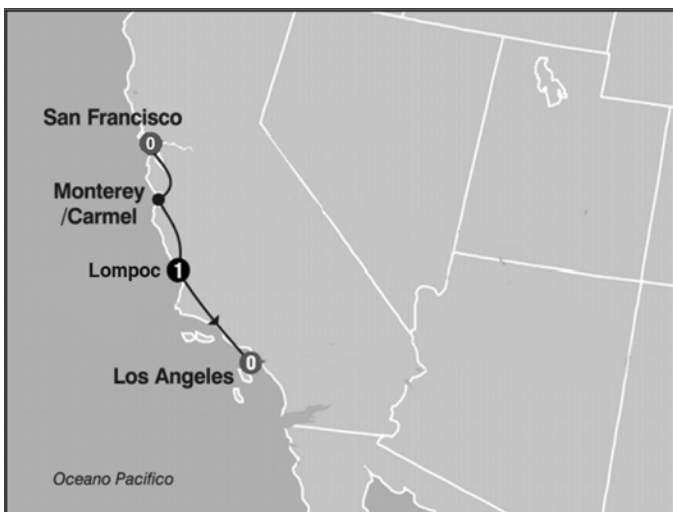 San Francisco
0
Monterey
/Carmel
Lompoc
1
0
Los Angeles
Oceano Pacifico